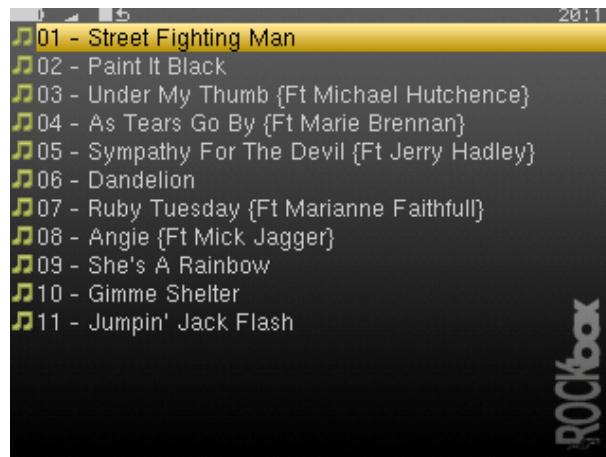 20:1
01 - Street Fighting Man
02 - Paint It Black
03 - Under My Thumb {Ft Michael Hutchence}
04 - As Tears Go By {Ft Marie Brennan}
05 - Sympathy For The Devil {Ft Jerry Hadley}
06 - Dandelion
07 - Ruby Tuesday {Ft Marianne Faithfull}
08 - Angie {Ft Mick Jagger}
09 - She's A Rainbow
10 - Gimme Shelter
11 - Jumpin' Jack Flash
ROCKbox